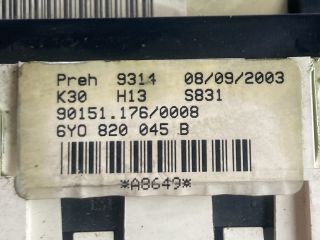 Preh 9314 08/09/2003
K30 H13 S831
90151.176/0008
6Y0 820 045 B
*A8649*